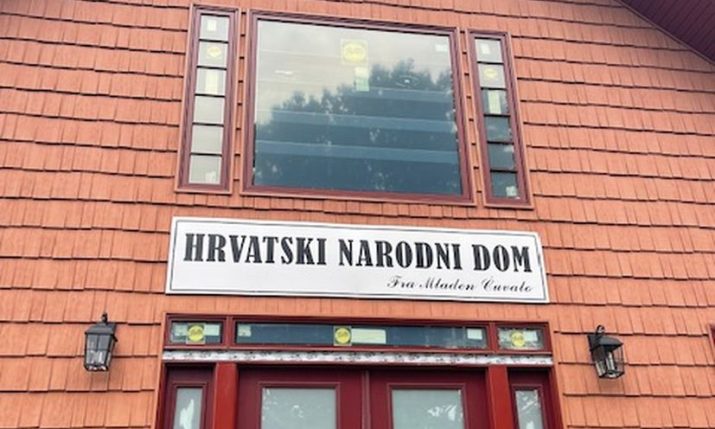 HRVATSKI NARODNI DOM
Fra Mladen Čuvalo